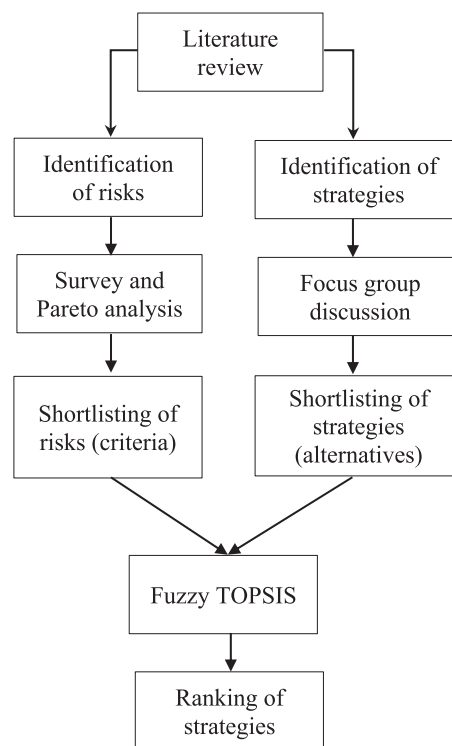 Literature
review
Identification
of risks
Identification of
strategies
Survey and
Pareto analysis
Focus group
discussion
Shortlisting of
risks (criteria)
Shortlisting of
strategies
(alternatives)
Fuzzy TOPSIS
Ranking of
strategies